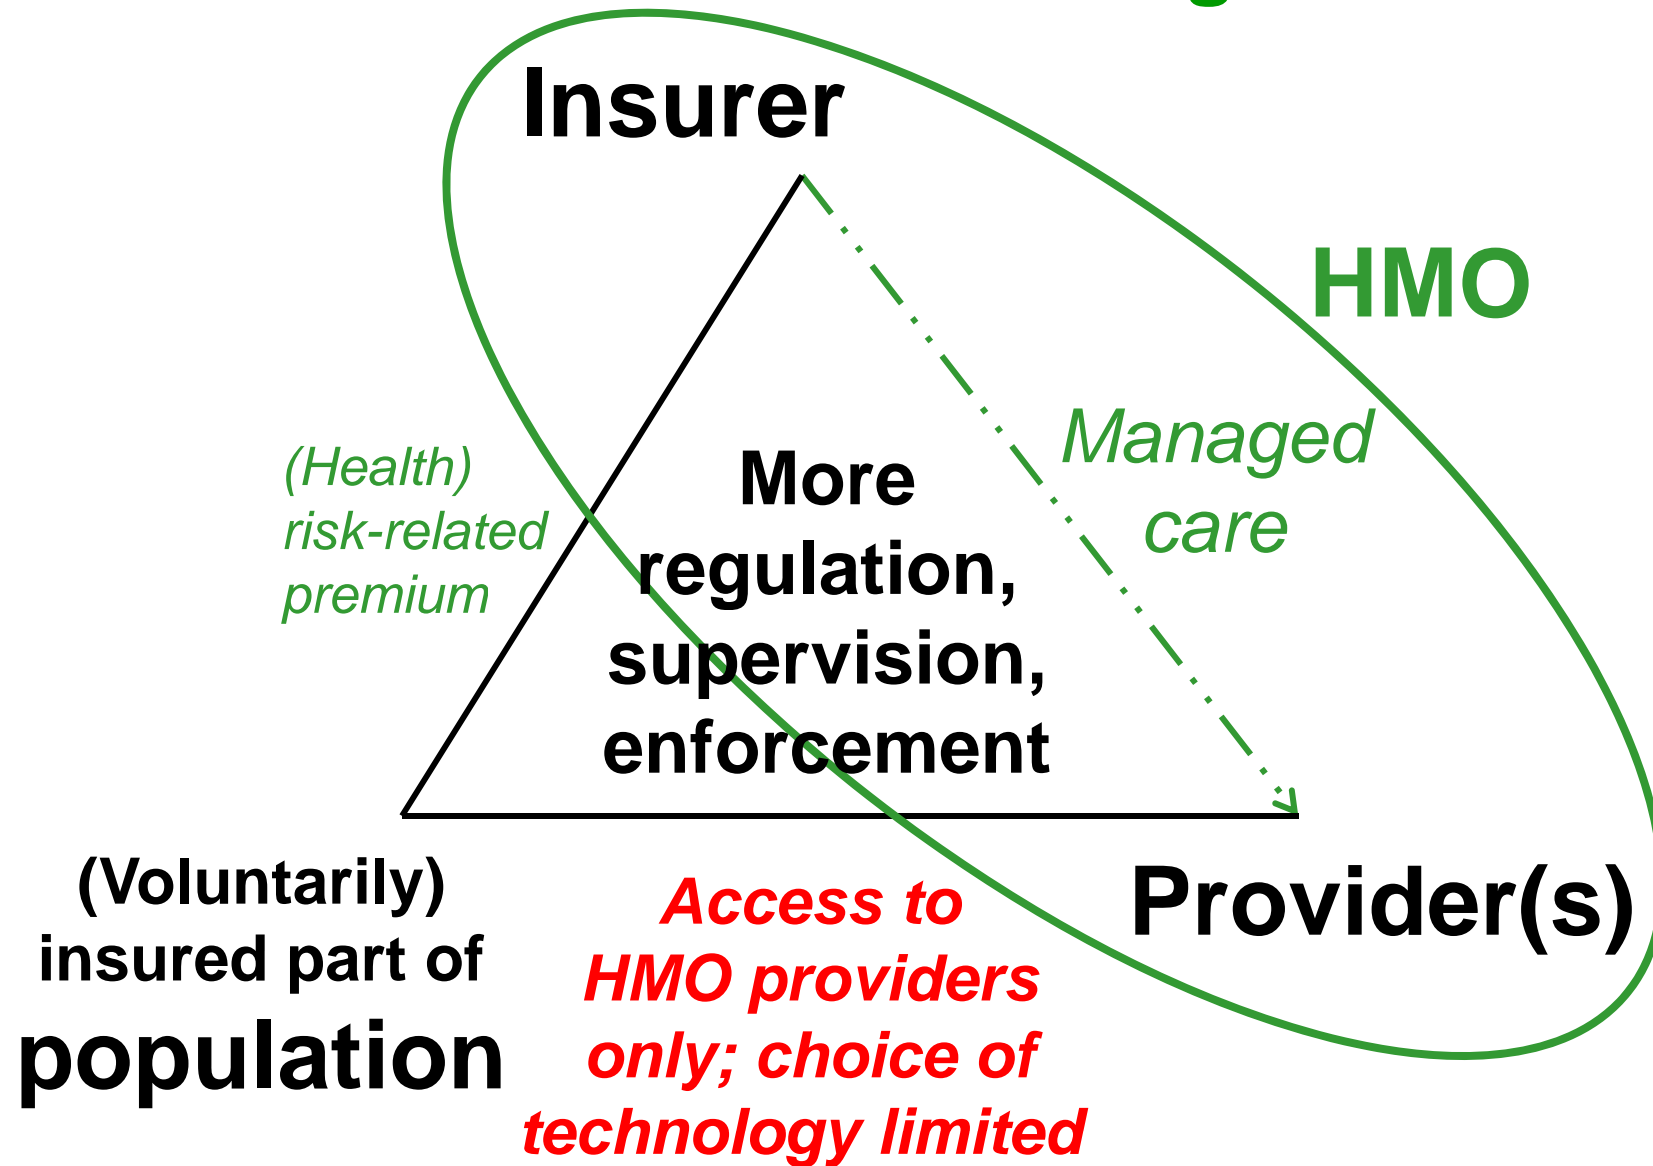 Insurer
HMO
(Health)
risk-related
premium
Managed
care
More
regulation,
supervision,
enforcement
(Voluntarily)
insured part of
population
Access to
HMO providers
only; choice of
technology limited
Provider(s)